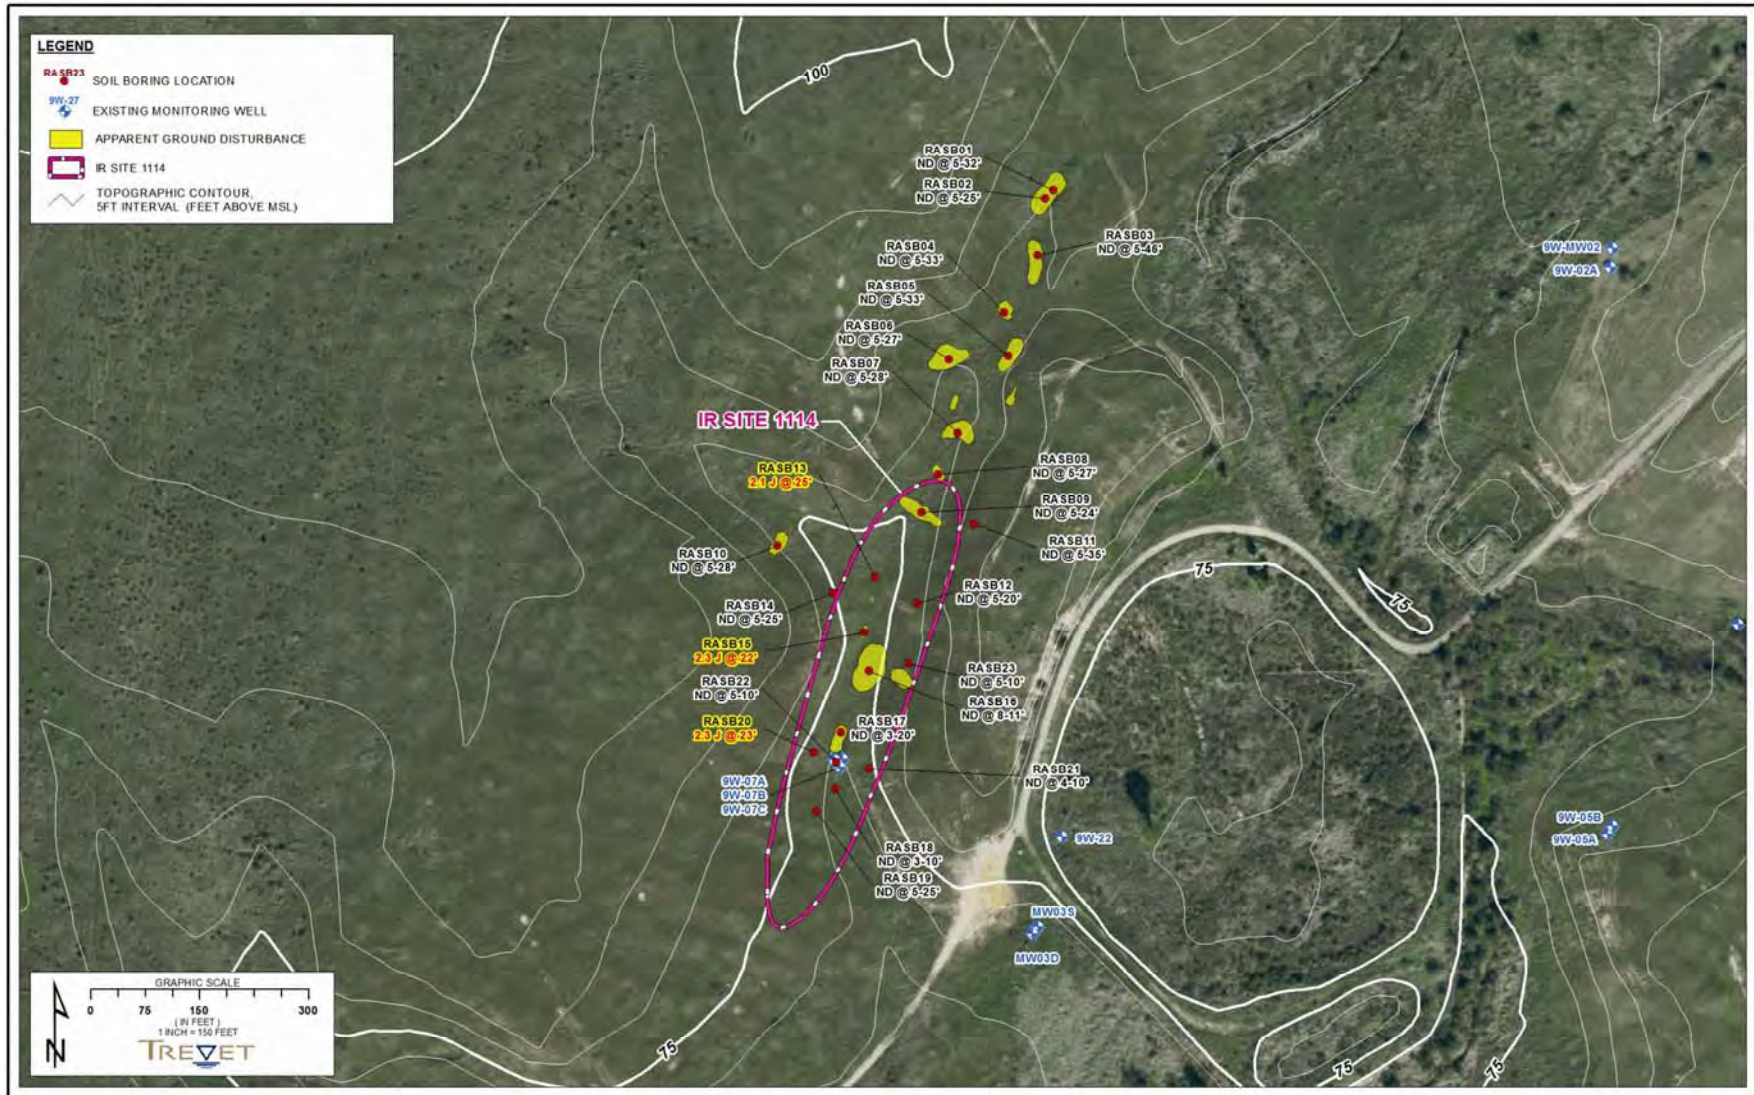 LEGEND
RASB23
SOIL BORING LOCATION
9W-27
EXISTING MONITORING WELL
APPARENT GROUND DISTURBANCE
IR SITE 1114
TOPOGRAPHIC CONTOUR,
5FT INTERVAL (FEET ABOVE MSL)
100
RASB01
ND @ 5-32'
RASB02
ND @ 5-25'
RASB03
ND @ 5-46'
RASB04
ND @ 5-33'
9W-MW02
9W-02A
RASB05
ND @ 5-33'
RASB06
ND @ 5-27'
RASB07
ND @ 5-28'
IR SITE 1114
RASB13
2.1 J @ 25'
RASB08
ND @ 5-27'
RASB09
ND @ 5-24'
RASB11
ND @ 5-35'
RASB10
ND @ 5-28'
75
75
RASB12
ND @ 5-20'
RASB14
ND @ 5-25'
RASB15
2.3 J @ 22'
RASB23
ND @ 5-10'
RASB22
ND @ 5-10'
RASB16
ND @ 8-11'
RASB20
2.3 J @ 23'
RASB17
ND @ 3-20'
RASB21
ND @ 4-10'
9W-07A
9W-07B
9W-07C
9W-22
9W-05B
9W-05A
RASB18
ND @ 3-10'
RASB19
ND @ 5-25'
MW03S
MW03D
75
75
75
GRAPHIC SCALE
0 75 150 300
( IN FEET )
1 INCH = 150 FEET
TREVET
N